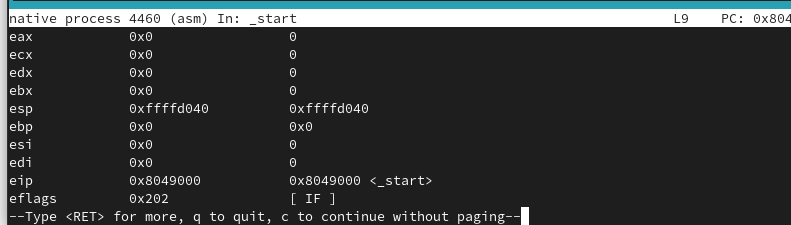 native process 4460 (asm) In: _start L9 PC: 0x804
eax 0x0 0
ecx 0x0 0
edx 0x0 0
ebx 0x0 0
esp 0xffffd040 0xffffd040
ebp 0x0 0x0
esi 0x0 0
edi 0x0 0
eip 0x8049000 0x8049000 <_start>
eflags 0x202 [ IF ]
--Type <RET> for more, q to quit, c to continue without paging--